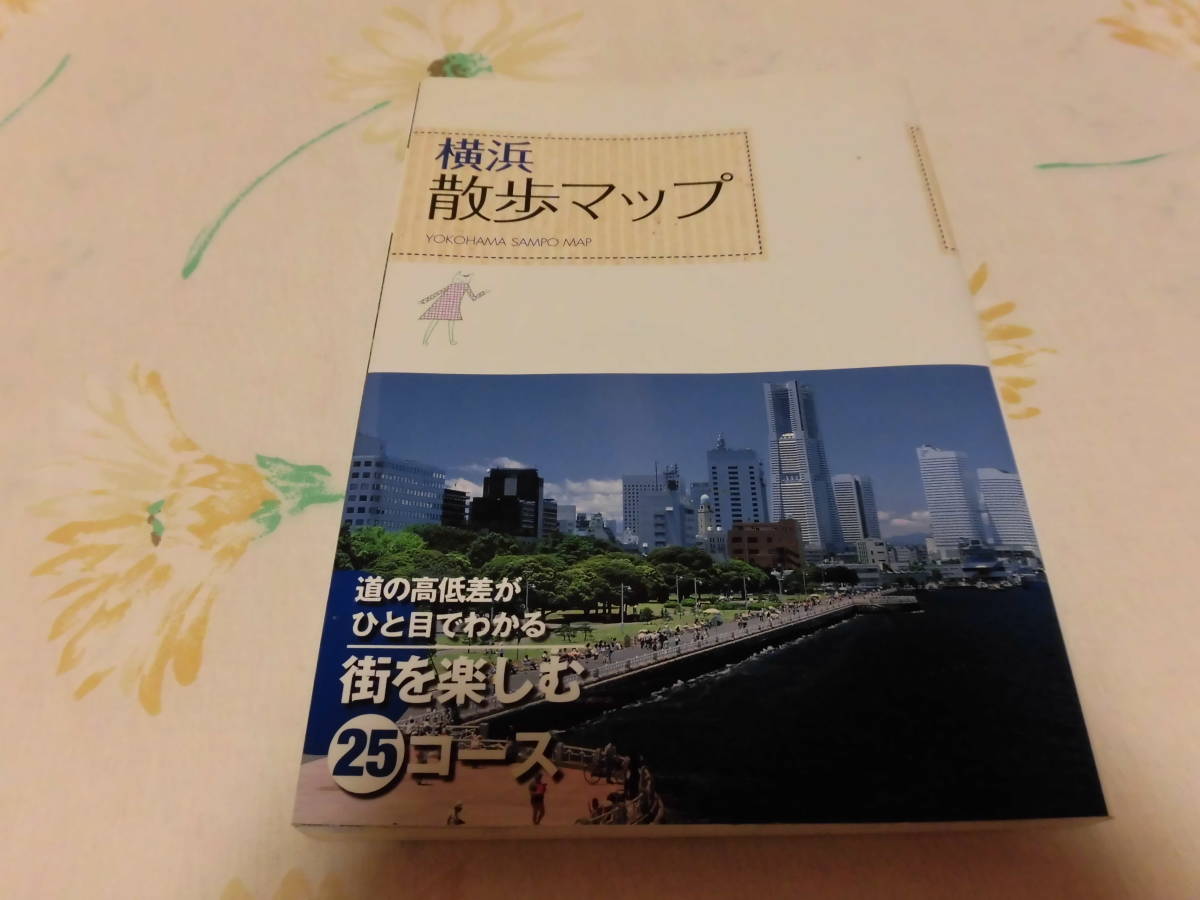 横浜
散歩マップ
YOKOHAMA SAMPO MAP
道の高低差が
ひと目でわかる
街を楽しむ
25コース